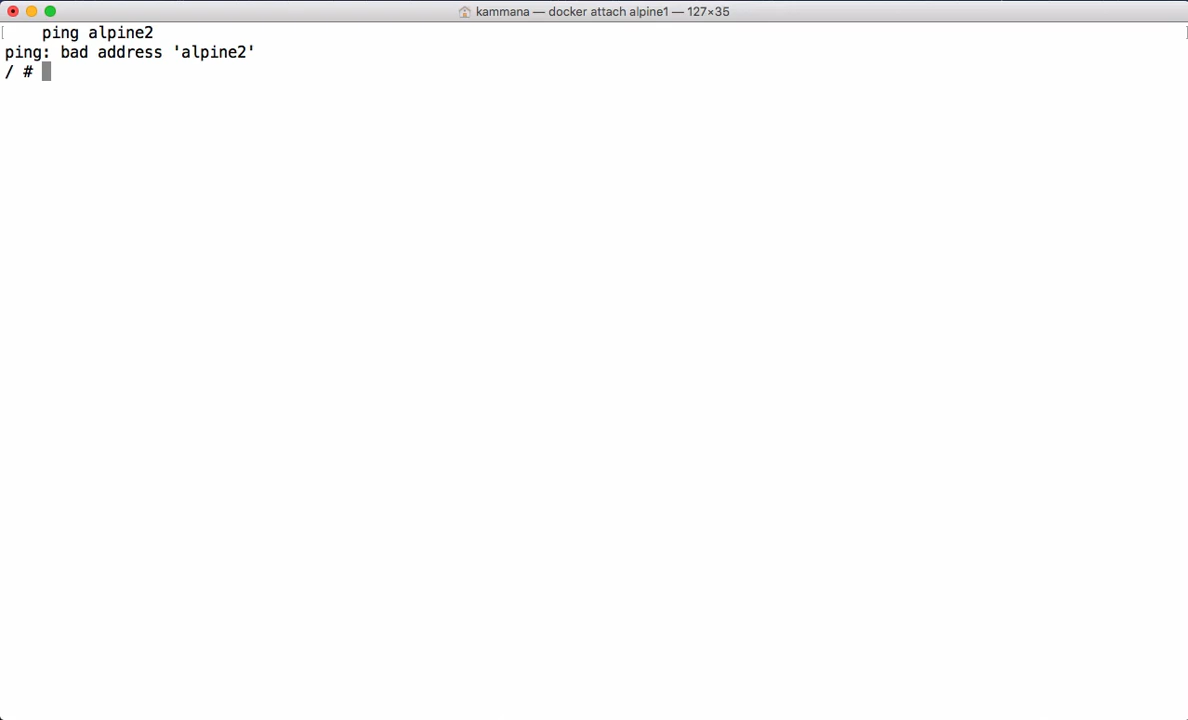 kammana — docker attach alpine1 — 127×35
ping alpine2
ping: bad address 'alpine2'
/ #